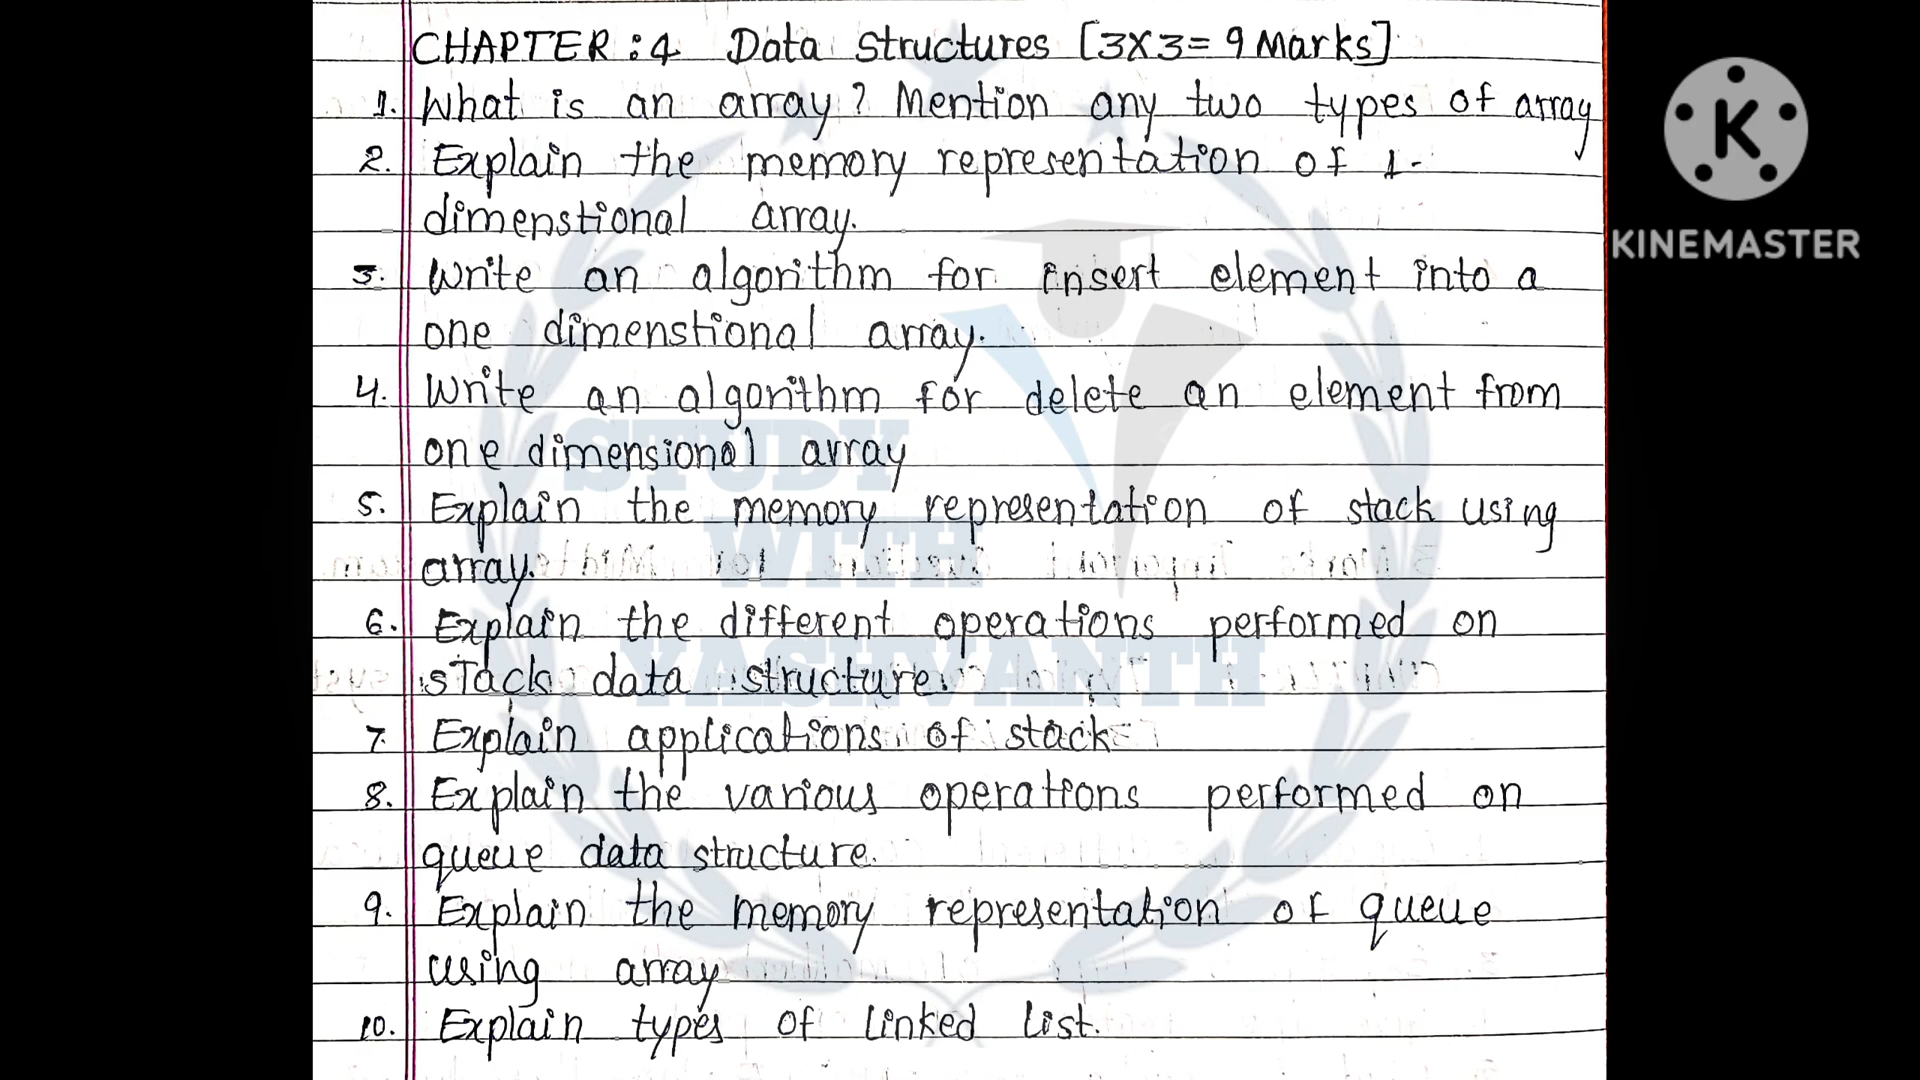 CHAPTER : 4 Data Structures [3X3= 9 Marks]
1. What is an array? Mention any two types of array
2. Explain the memory representation of 1-
dimenstional array.
3. Write an algorithm for insert element into a
one dimenstional array.
4. Write an algorithm for delete an element from
one dimensional array
5. Explain the memory representation of stack using
array.
6. Explain the different operations performed on
stack data structure.
7. Explain applications of stack
8. Explain the various operations performed on
queue data structure.
9. Explain the memory representation of queue
using array
10. Explain types of linked list.
STUDY
WITH
YASHVANTH
K
KINEMASTER